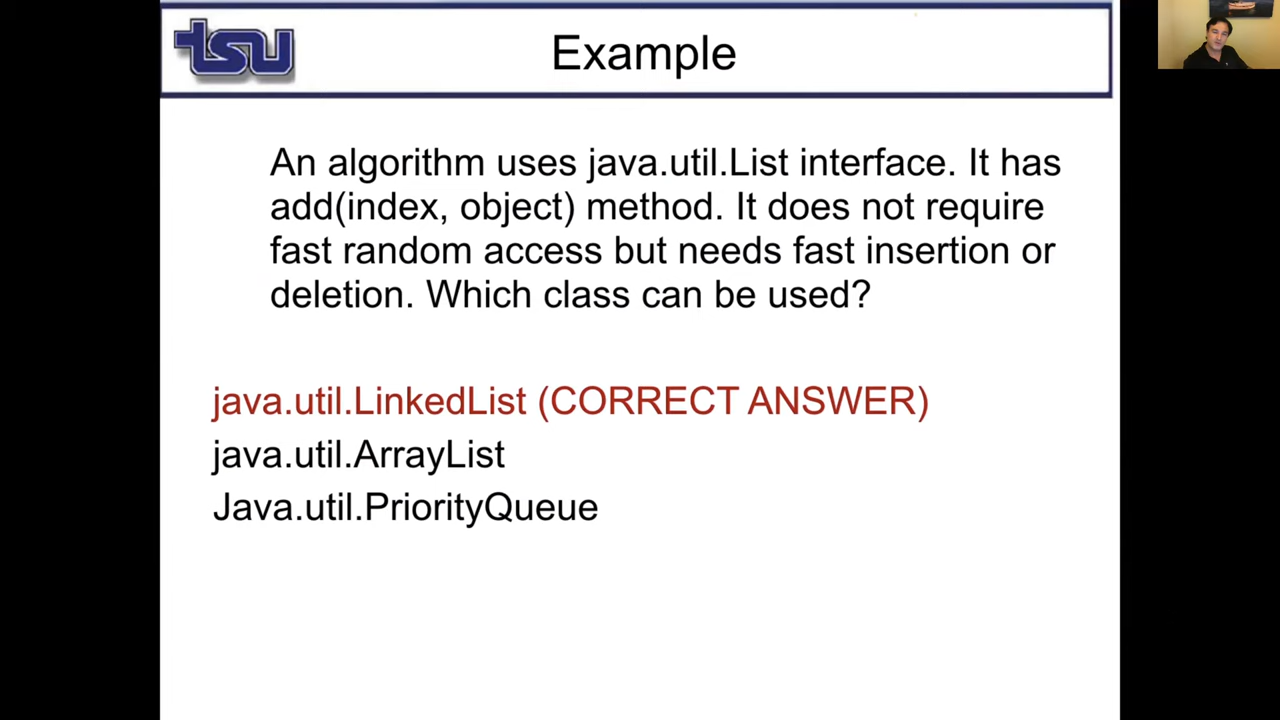 tsu
Example
An algorithm uses java.util.List interface. It has
add(index, object) method. It does not require
fast random access but needs fast insertion or
deletion. Which class can be used?
java.util.LinkedList (CORRECT ANSWER)
java.util.ArrayList
Java.util.PriorityQueue